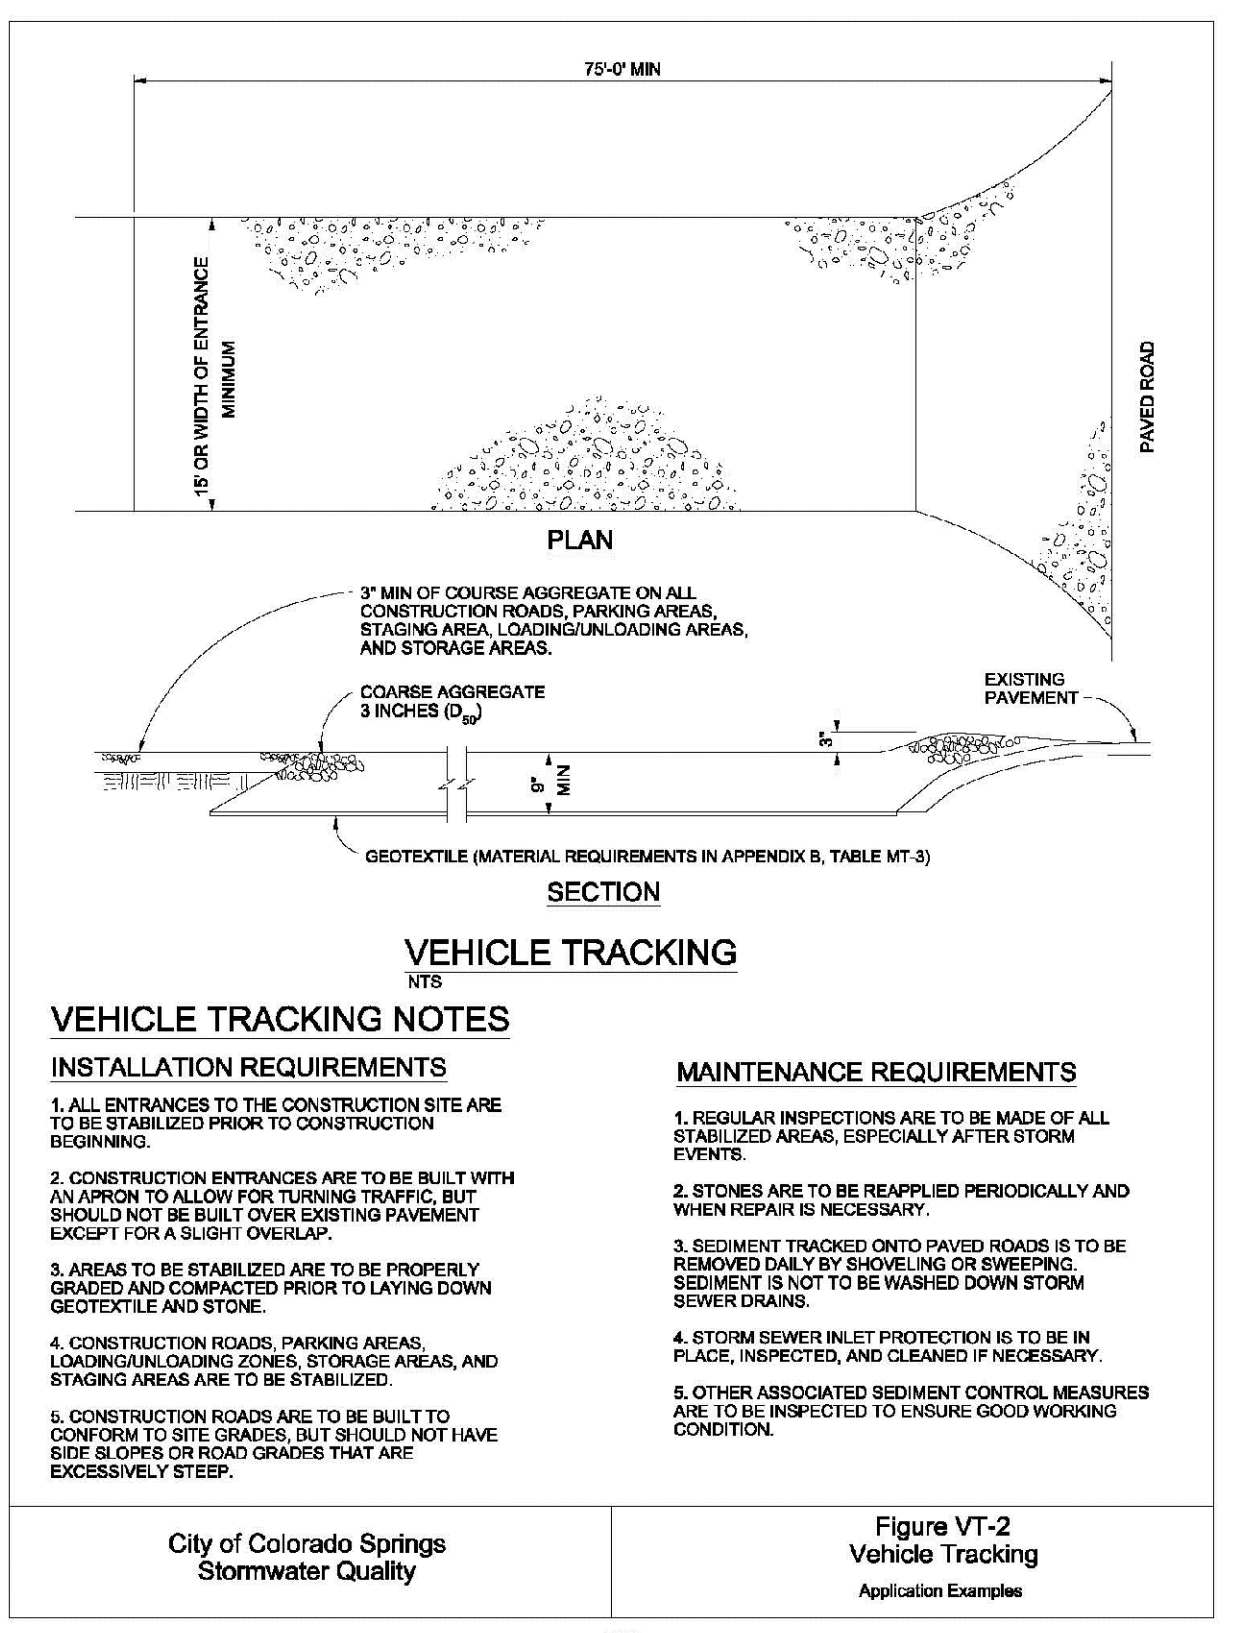 75'-0' MIN
15' OR WIDTH OF ENTRANCE
MINIMUM
PAVED ROAD
PLAN
3" MIN OF COURSE AGGREGATE ON ALL
CONSTRUCTION ROADS, PARKING AREAS,
STAGING AREA, LOADING/UNLOADING AREAS,
AND STORAGE AREAS.
COARSE AGGREGATE
3 INCHES (D50)
EXISTING
PAVEMENT
3"
9"
MIN
GEOTEXTILE (MATERIAL REQUIREMENTS IN APPENDIX B, TABLE MT-3)
SECTION
VEHICLE TRACKING
NTS
VEHICLE TRACKING NOTES
INSTALLATION REQUIREMENTS
1. ALL ENTRANCES TO THE CONSTRUCTION SITE ARE
TO BE STABILIZED PRIOR TO CONSTRUCTION
BEGINNING.
2. CONSTRUCTION ENTRANCES ARE TO BE BUILT WITH
AN APRON TO ALLOW FOR TURNING TRAFFIC, BUT
SHOULD NOT BE BUILT OVER EXISTING PAVEMENT
EXCEPT FOR A SLIGHT OVERLAP.
3. AREAS TO BE STABILIZED ARE TO BE PROPERLY
GRADED AND COMPACTED PRIOR TO LAYING DOWN
GEOTEXTILE AND STONE.
4. CONSTRUCTION ROADS, PARKING AREAS,
LOADING/UNLOADING ZONES, STORAGE AREAS, AND
STAGING AREAS ARE TO BE STABILIZED.
5. CONSTRUCTION ROADS ARE TO BE BUILT TO
CONFORM TO SITE GRADES, BUT SHOULD NOT HAVE
SIDE SLOPES OR ROAD GRADES THAT ARE
EXCESSIVELY STEEP.
MAINTENANCE REQUIREMENTS
1. REGULAR INSPECTIONS ARE TO BE MADE OF ALL
STABILIZED AREAS, ESPECIALLY AFTER STORM
EVENTS.
2. STONES ARE TO BE REAPPLIED PERIODICALLY AND
WHEN REPAIR IS NECESSARY.
3. SEDIMENT TRACKED ONTO PAVED ROADS IS TO BE
REMOVED DAILY BY SHOVELING OR SWEEPING.
SEDIMENT IS NOT TO BE WASHED DOWN STORM
SEWER DRAINS.
4. STORM SEWER INLET PROTECTION IS TO BE IN
PLACE, INSPECTED, AND CLEANED IF NECESSARY.
5. OTHER ASSOCIATED SEDIMENT CONTROL MEASURES
ARE TO BE INSPECTED TO ENSURE GOOD WORKING
CONDITION.
City of Colorado Springs
Stormwater Quality
Figure VT-2
Vehicle Tracking
Application Examples